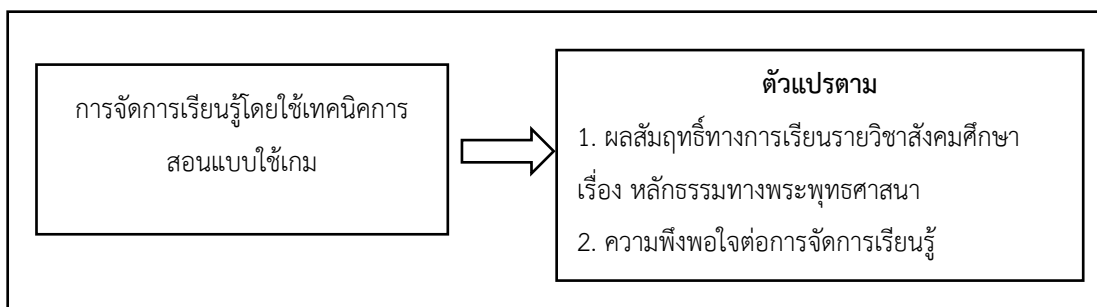 การจัดการเรียนรู้โดยใช้เทคนิคการ
สอนแบบใช้เกม
ตัวแปรตาม
1. ผลสัมฤทธิ์ทางการเรียนรายวิชาสังคมศึกษา
เรื่อง หลักธรรมทางพระพุทธศาสนา
2. ความพึงพอใจต่อการจัดการเรียนรู้